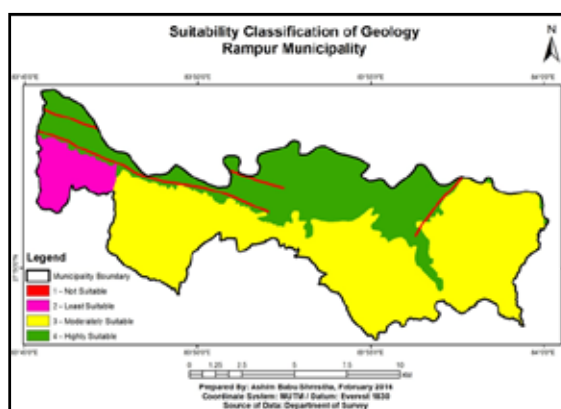 Suitability Classification of Geology
Rampur Municipality
N
Legend
Municipality Boundary
1 - Not Suitable
2 - Least Suitable
3 - Moderately Suitable
4 - Highly Suitable
0 1.25 2.5 5 7.5 10
Prepared By: Ashim Babu Shrestha, February 2016
Coordinate System: MUTM / Datum: Everest 1830
Source of Data: Department of Survey